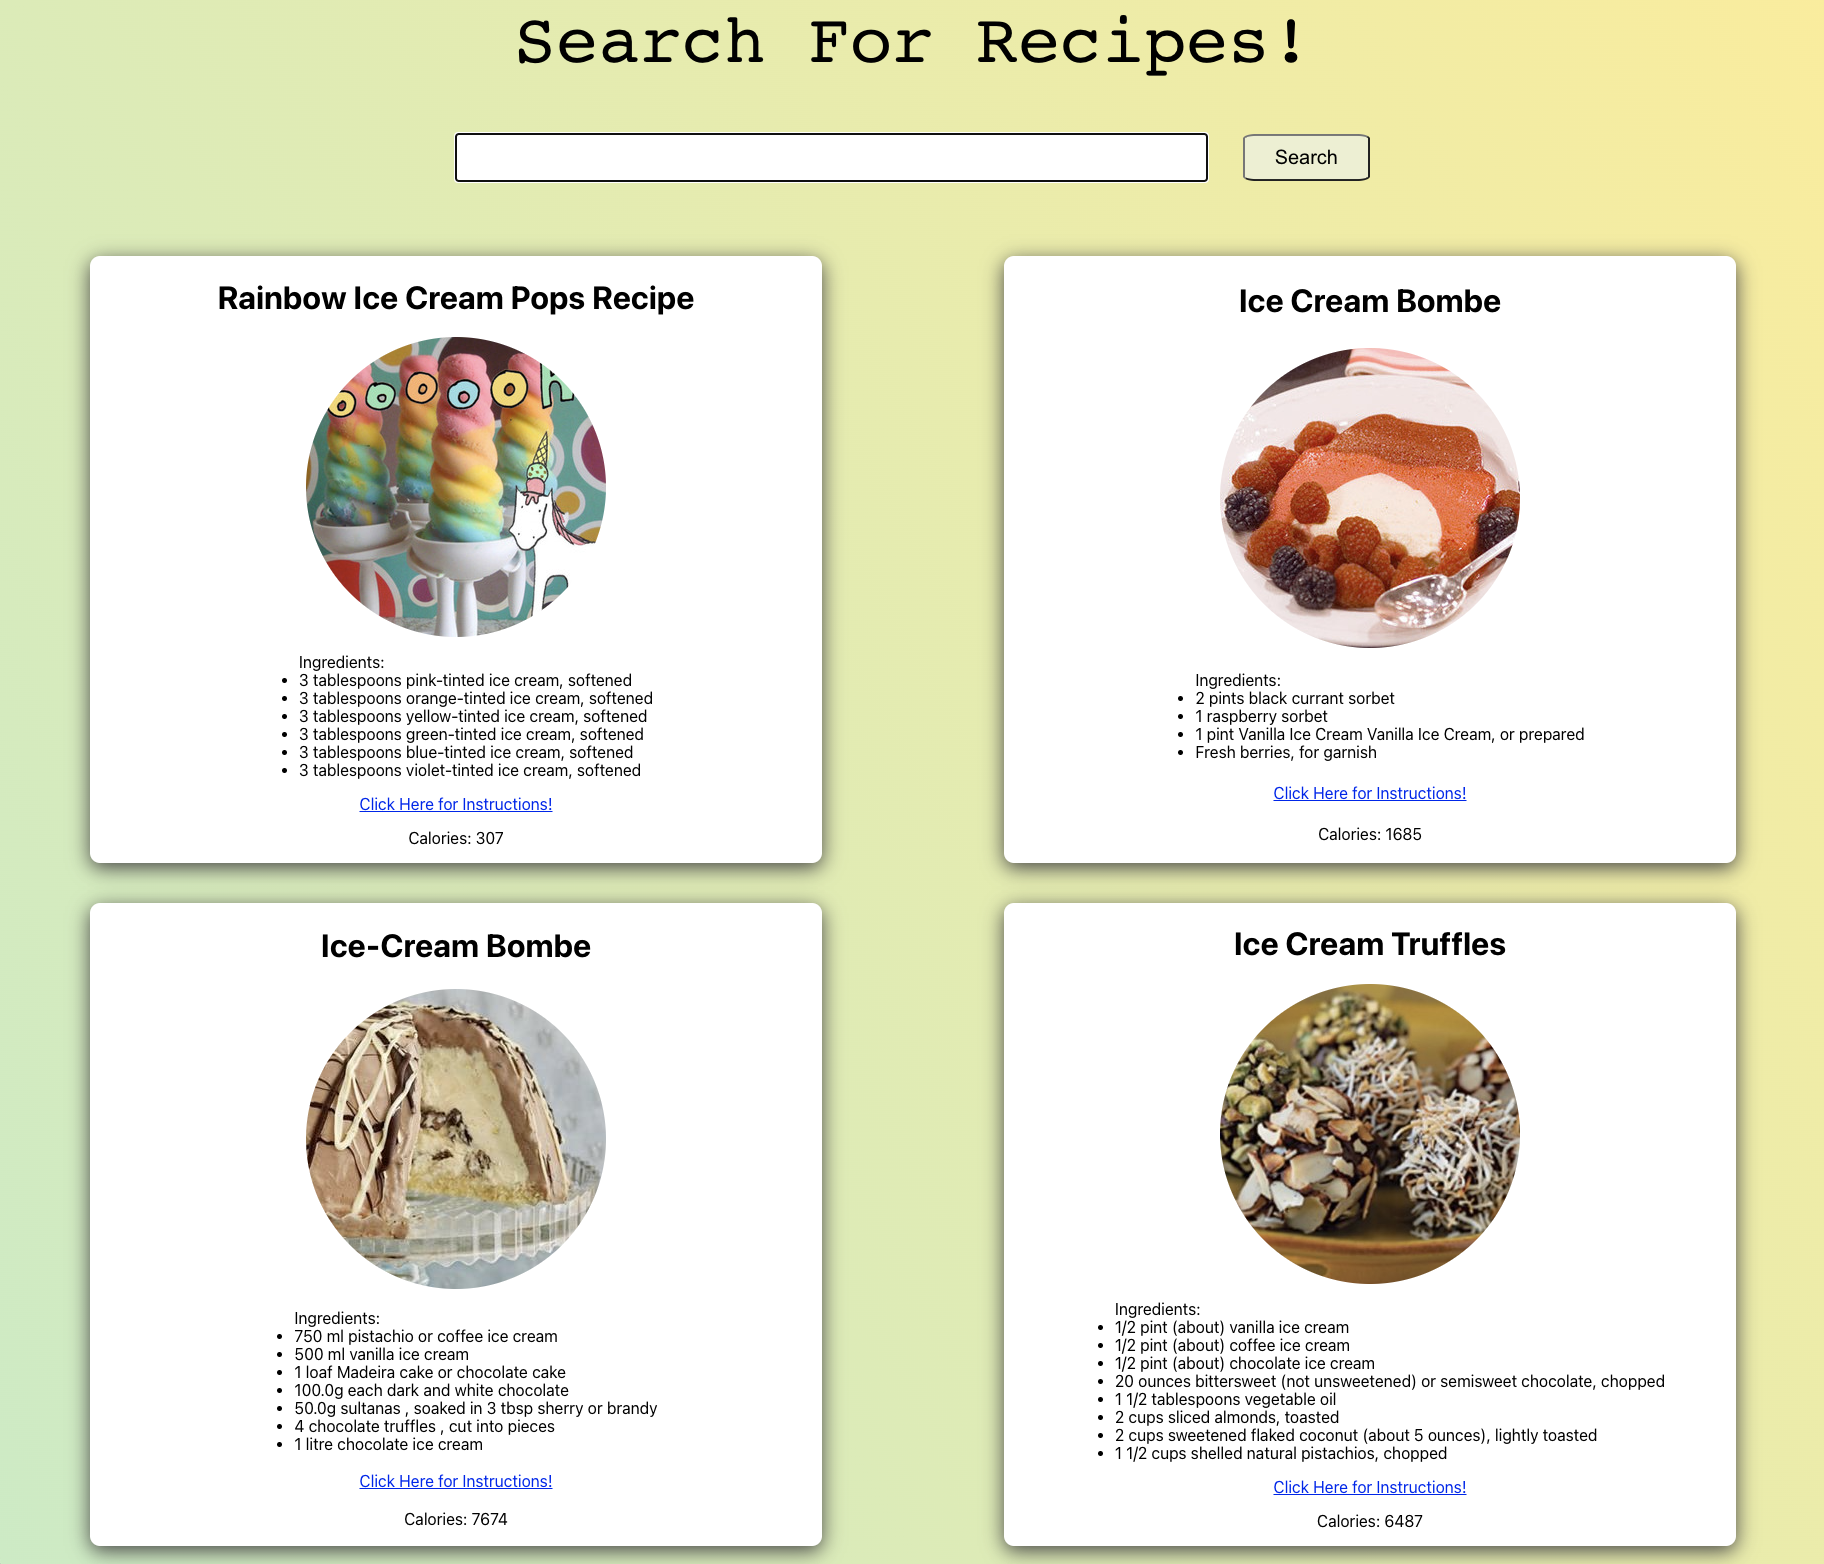 Search For Recipes!
Search
Rainbow Ice Cream Pops Recipe
Ingredients:
3 tablespoons pink-tinted ice cream, softened
3 tablespoons orange-tinted ice cream, softened
3 tablespoons yellow-tinted ice cream, softened
3 tablespoons green-tinted ice cream, softened
3 tablespoons blue-tinted ice cream, softened
3 tablespoons violet-tinted ice cream, softened
Click Here for Instructions!
Calories: 307
Ice Cream Bombe
Ingredients:
2 pints black currant sorbet
1 raspberry sorbet
1 pint Vanilla Ice Cream Vanilla Ice Cream, or prepared
Fresh berries, for garnish
Click Here for Instructions!
Calories: 1685
Ice-Cream Bombe
Ingredients:
750 ml pistachio or coffee ice cream
500 ml vanilla ice cream
1 loaf Madeira cake or chocolate cake
100.0g each dark and white chocolate
50.0g sultanas , soaked in 3 tbsp sherry or brandy
4 chocolate truffles , cut into pieces
1 litre chocolate ice cream
Click Here for Instructions!
Calories: 7674
Ice Cream Truffles
Ingredients:
1/2 pint (about) vanilla ice cream
1/2 pint (about) coffee ice cream
1/2 pint (about) chocolate ice cream
20 ounces bittersweet (not unsweetened) or semisweet chocolate, chopped
1 1/2 tablespoons vegetable oil
2 cups sliced almonds, toasted
2 cups sweetened flaked coconut (about 5 ounces), lightly toasted
1 1/2 cups shelled natural pistachios, chopped
Click Here for Instructions!
Calories: 6487